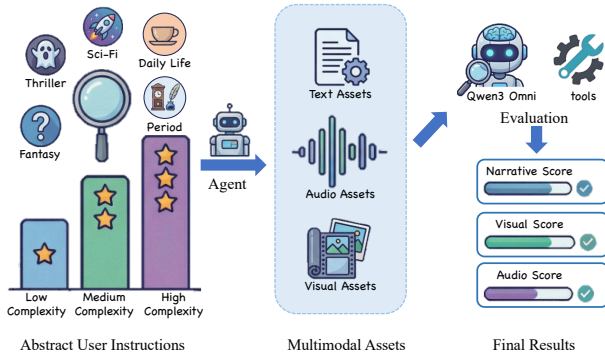 Sci-Fi
Thriller
Daily Life
Fantasy
Period
Low
Complexity
Medium
Complexity
High
Complexity
Abstract User Instructions
Agent
Text Assets
Audio Assets
Visual Assets
Multimodal Assets
Qwen3 Omni
tools
Evaluation
Narrative Score
Visual Score
Audio Score
Final Results